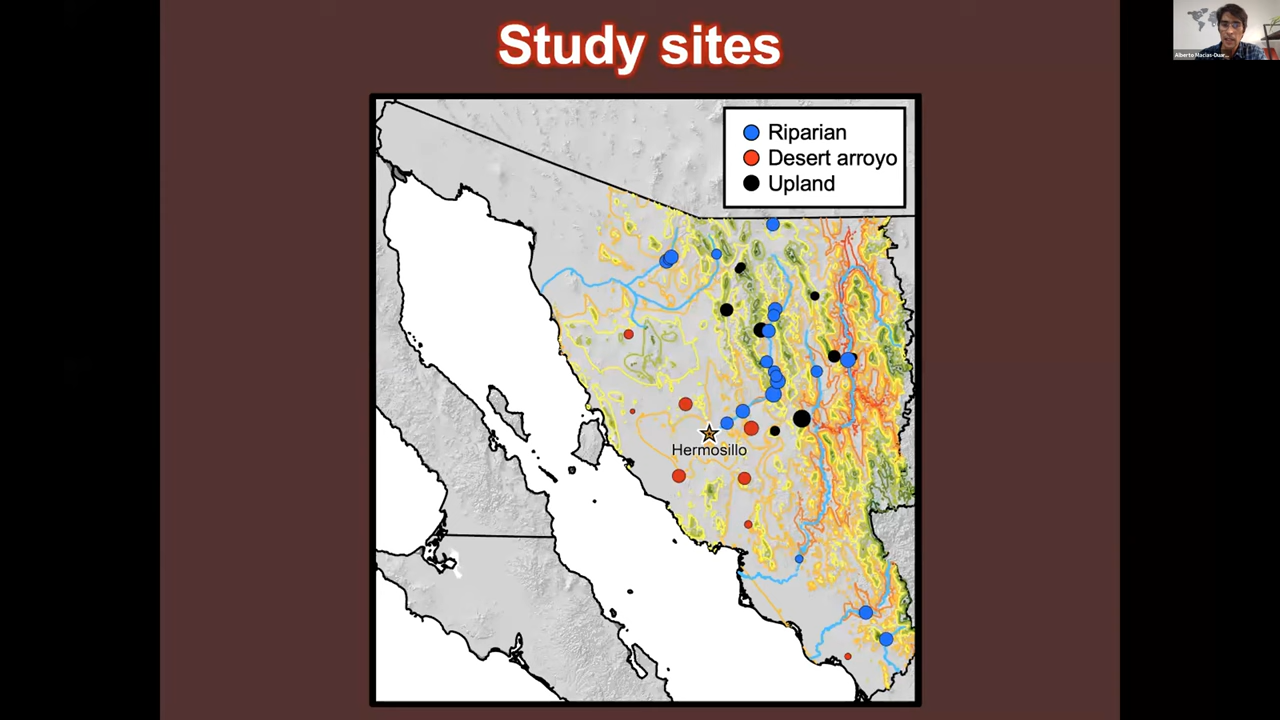 Study sites
Riparian
Desert arroyo
Upland
Hermosillo